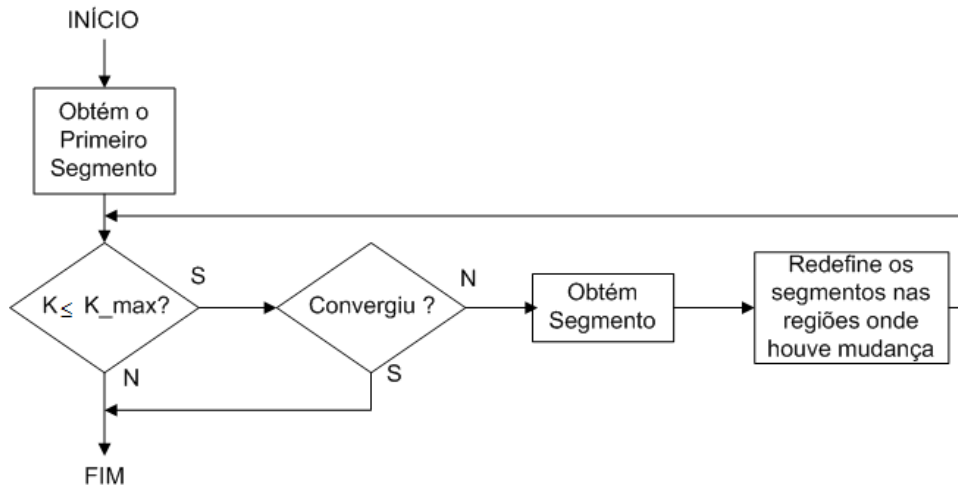 INÍCIO
Obtém o
Primeiro
Segmento
K ≤ K_max?
S
N
Convergiu ?
N
S
Obtém
Segmento
Redefine os
segmentos nas
regiões onde
houve mudança
FIM